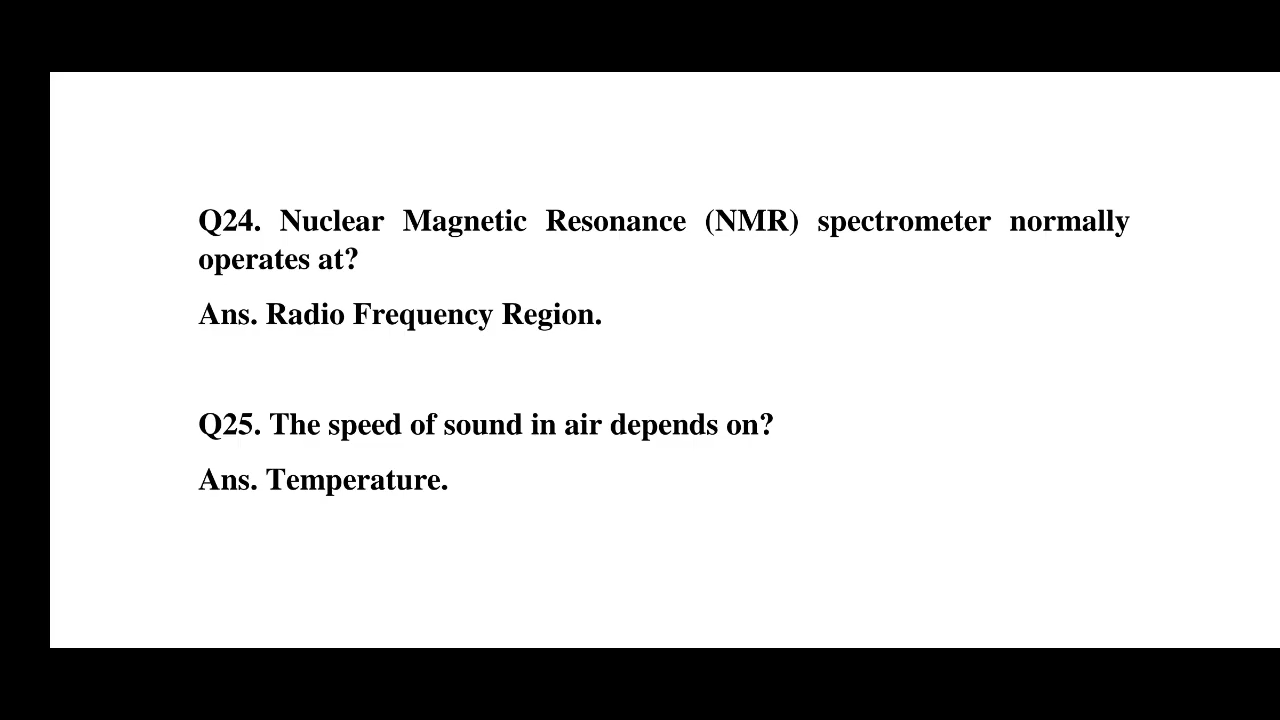 Q24. Nuclear Magnetic Resonance (NMR) spectrometer normally
operates at?
Ans. Radio Frequency Region.
Q25. The speed of sound in air depends on?
Ans. Temperature.